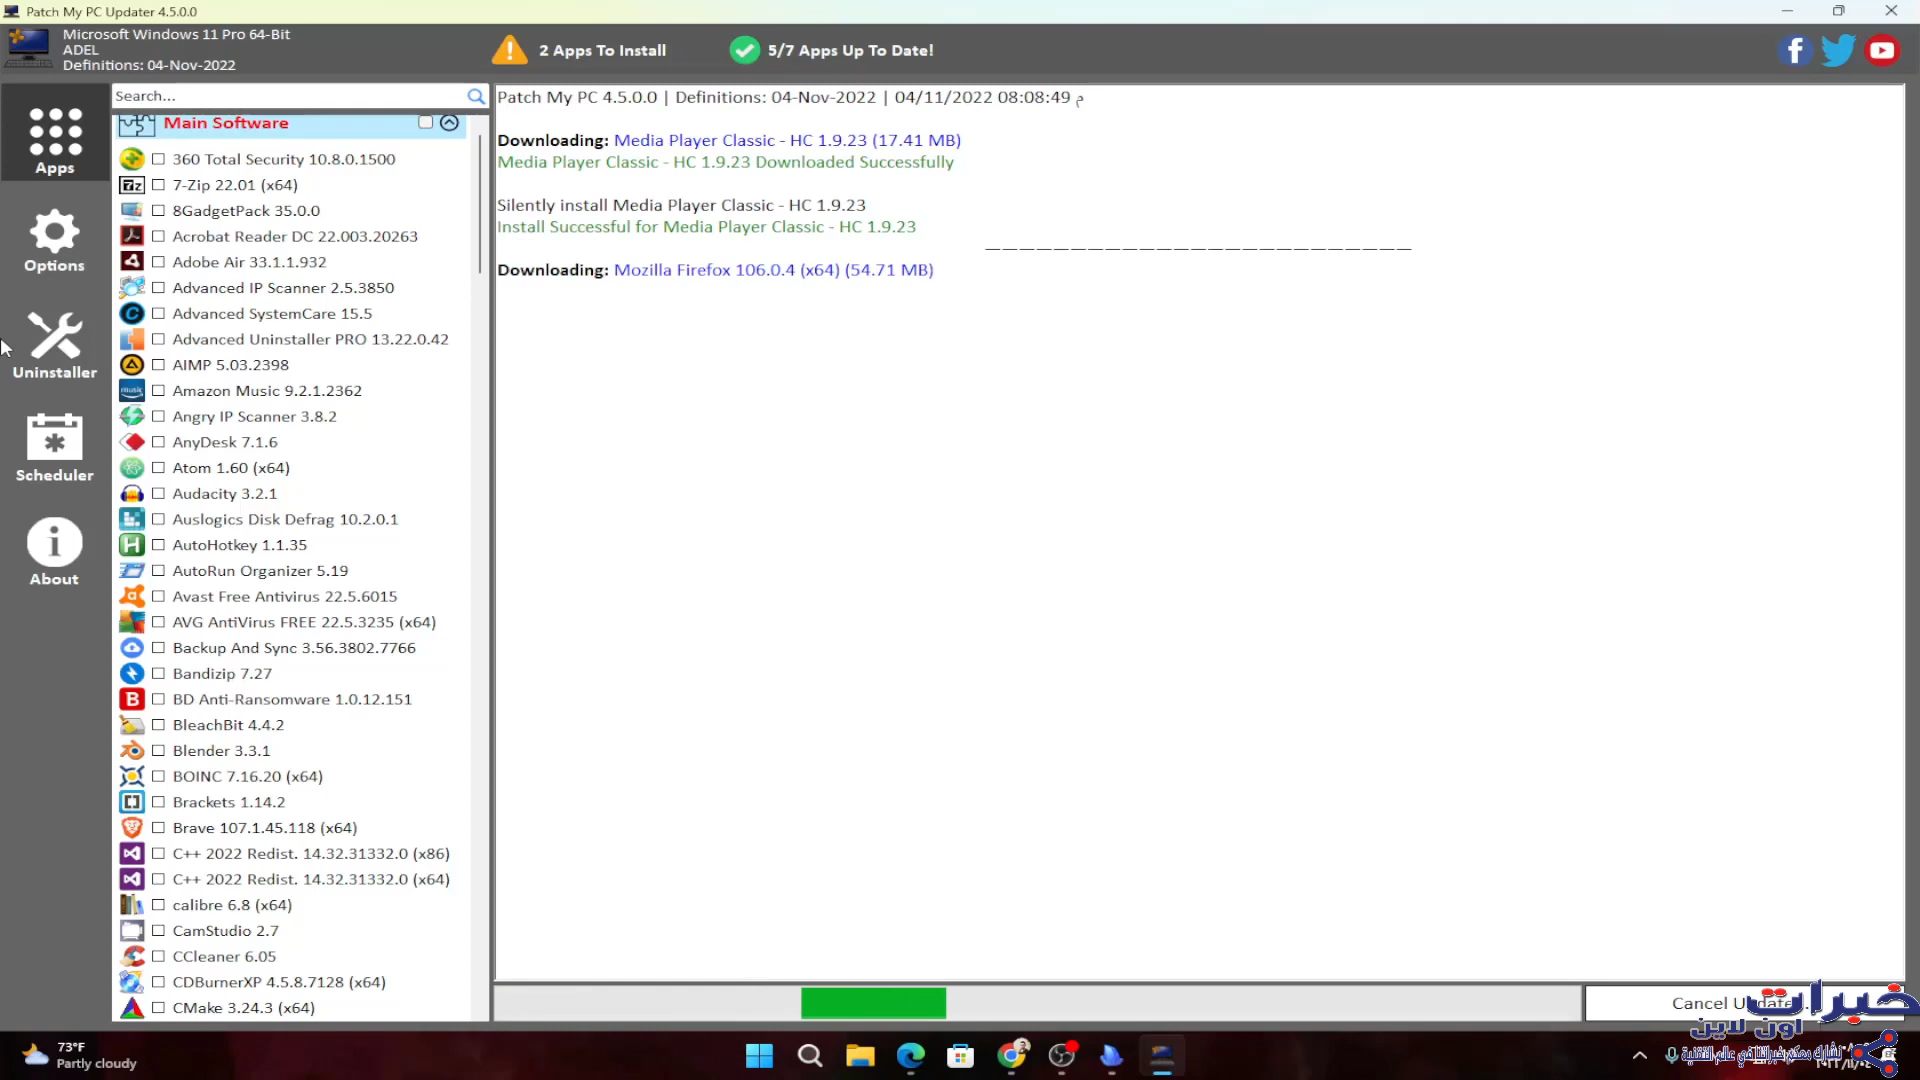 Patch My PC Updater 4.5.0.0
Microsoft Windows 11 Pro 64-Bit
ADEL
Definitions: 04-Nov-2022
2 Apps To Install
5/7 Apps Up To Date!
Apps
Options
Uninstaller
Scheduler
About
Search...
Main Software
360 Total Security 10.8.0.1500
7-Zip 22.01 (x64)
8GadgetPack 35.0.0
Acrobat Reader DC 22.003.20263
Adobe Air 33.1.1.932
Advanced IP Scanner 2.5.3850
Advanced SystemCare 15.5
Advanced Uninstaller PRO 13.22.0.42
AIMP 5.03.2398
Amazon Music 9.2.1.2362
Angry IP Scanner 3.8.2
AnyDesk 7.1.6
Atom 1.60 (x64)
Audacity 3.2.1
Auslogics Disk Defrag 10.2.0.1
AutoHotkey 1.1.35
AutoRun Organizer 5.19
Avast Free Antivirus 22.5.6015
AVG AntiVirus FREE 22.5.3235 (x64)
Backup And Sync 3.56.3802.7766
Bandizip 7.27
BD Anti-Ransomware 1.0.12.151
BleachBit 4.4.2
Blender 3.3.1
BOINC 7.16.20 (x64)
Brackets 1.14.2
Brave 107.1.45.118 (x64)
C++ 2022 Redist. 14.32.31332.0 (x86)
C++ 2022 Redist. 14.32.31332.0 (x64)
calibre 6.8 (x64)
CamStudio 2.7
CCleaner 6.05
CDBurnerXP 4.5.8.7128 (x64)
CMake 3.24.3 (x64)
Patch My PC 4.5.0.0 | Definitions: 04-Nov-2022 | 04/11/2022 08:08:49 م
Downloading: Media Player Classic - HC 1.9.23 (17.41 MB)
Media Player Classic - HC 1.9.23 Downloaded Successfully
Silently install Media Player Classic - HC 1.9.23
Install Successful for Media Player Classic - HC 1.9.23
Downloading: Mozilla Firefox 106.0.4 (x64) (54.71 MB)
Cancel Update
خبرات
اون لاين
73°F
Partly cloudy